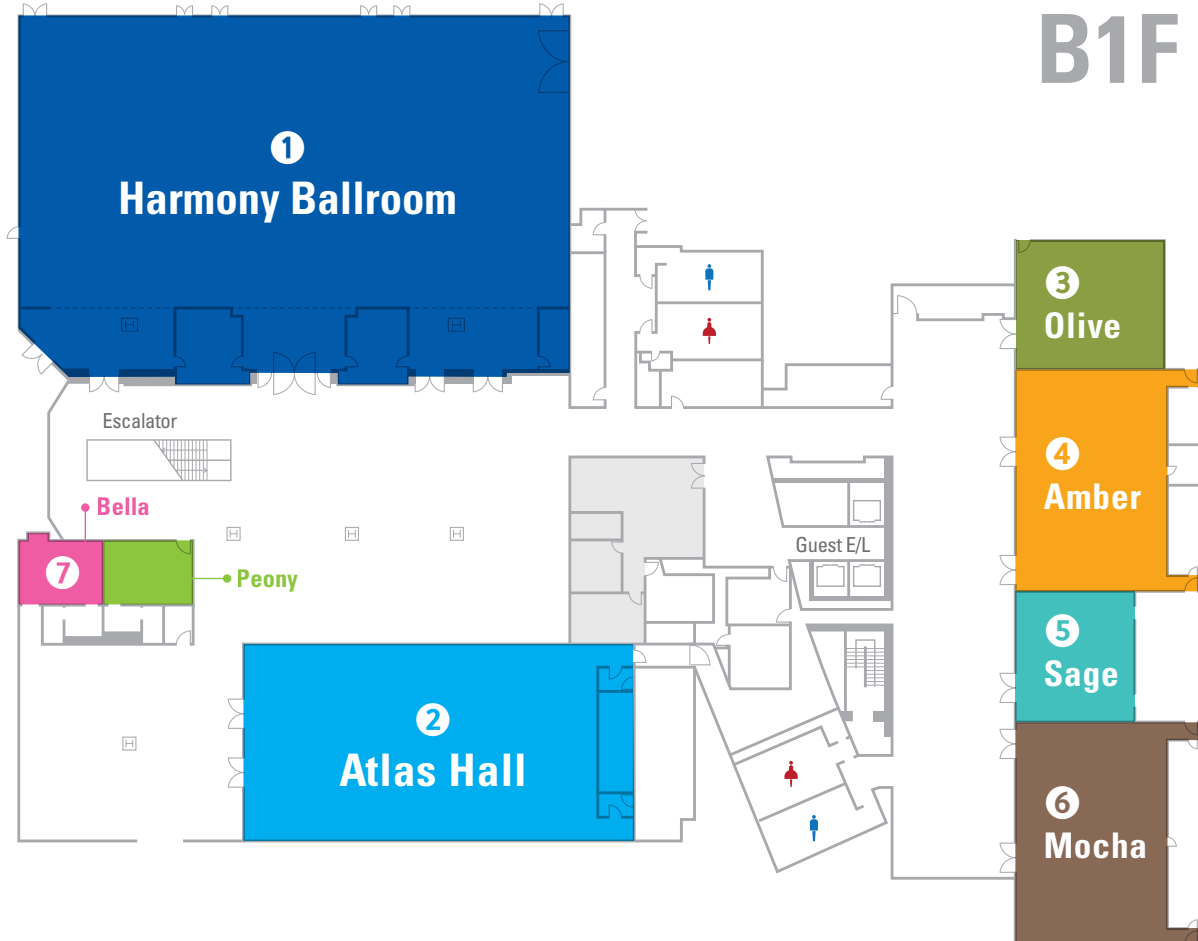 B1F
1
Harmony Ballroom
3
Olive
Escalator
4
Amber
Bella
7
Peony
Guest E/L
5
Sage
2
Atlas Hall
6
Mocha
H
H
H
H
H
H